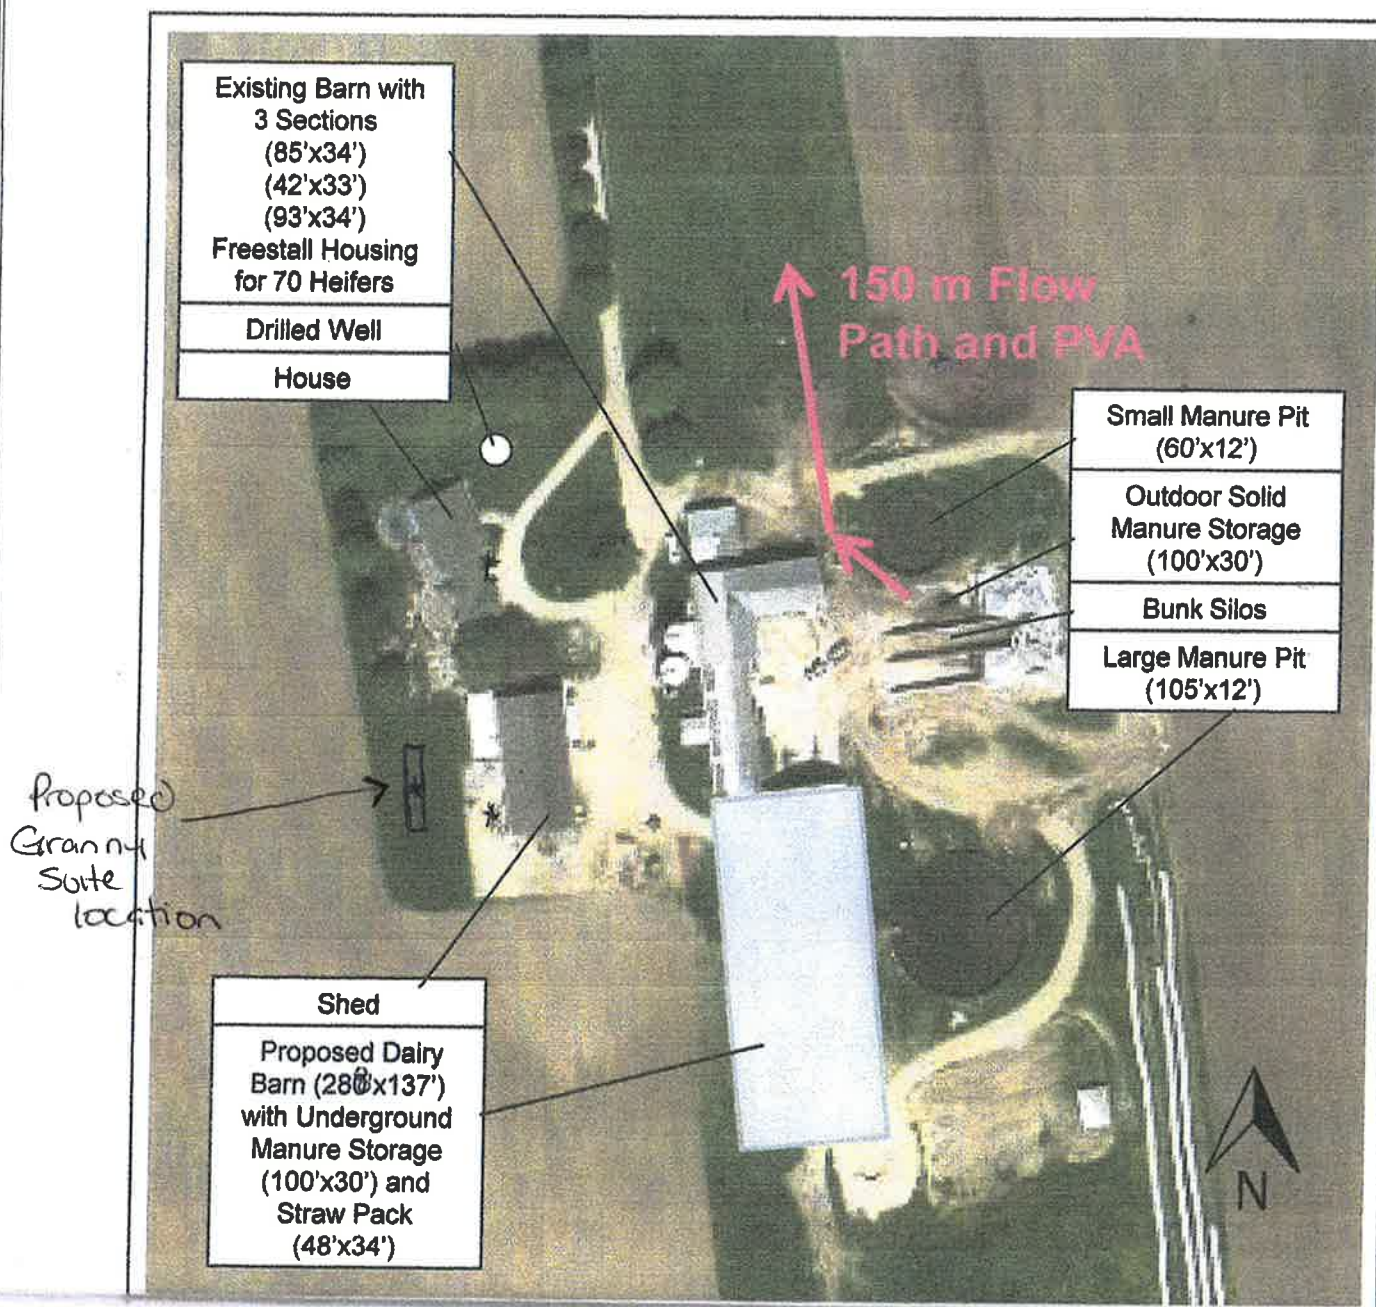 Existing Barn with
3 Sections
(85'x34')
(42'x33')
(93'x34')
Freestall Housing
for 70 Heifers
Drilled Well
House
150 m Flow
Path and PVA
Small Manure Pit
(60'x12')
Outdoor Solid
Manure Storage
(100'x30')
Bunk Silos
Large Manure Pit
(105'x12')
Proposed
Granny
Suite
location
Shed
Proposed Dairy
Barn (280'x137')
with Underground
Manure Storage
(100'x30') and
Straw Pack
(48'x34')
N